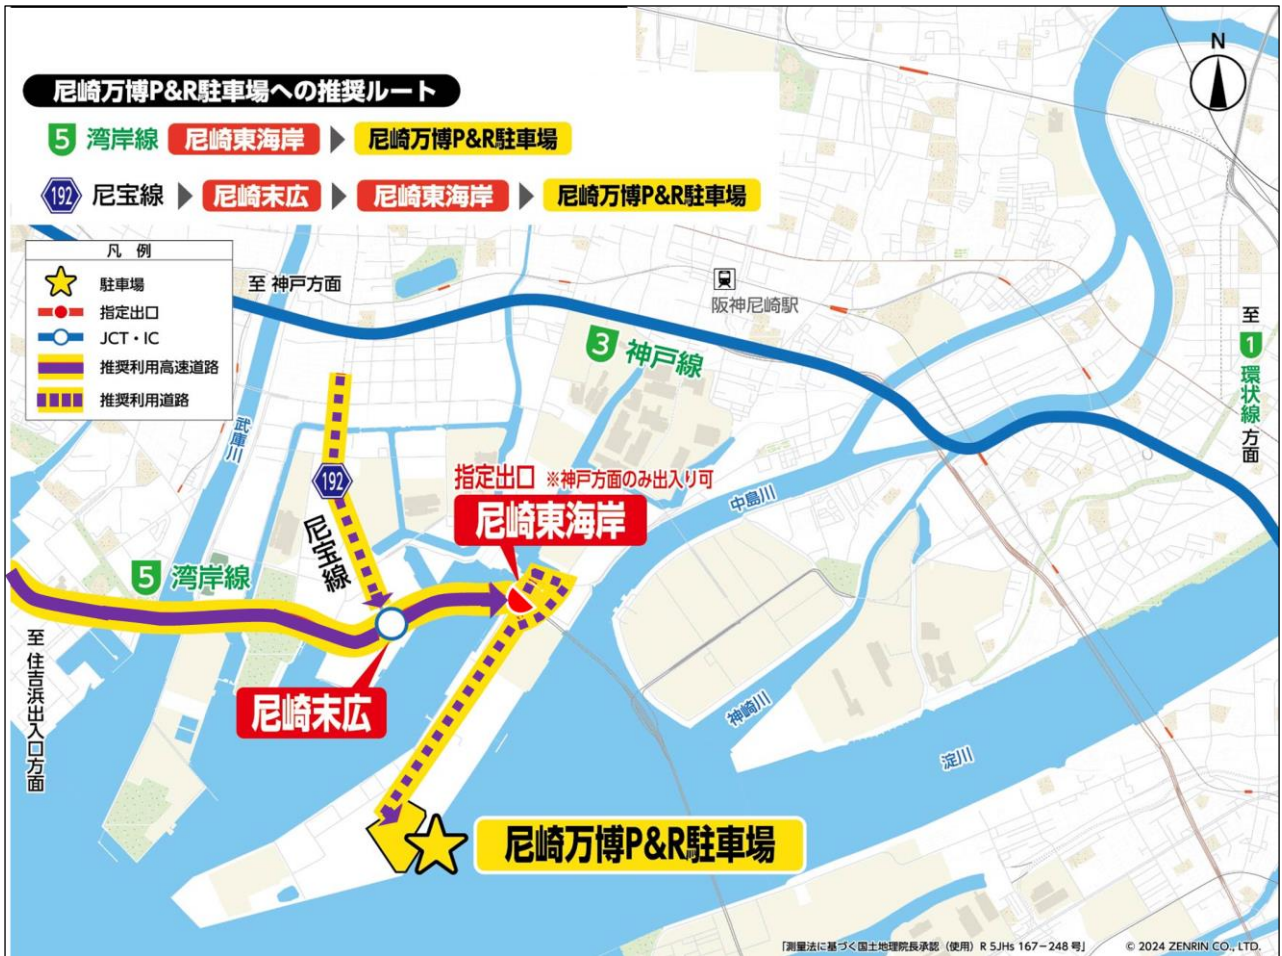 尼崎万博P&R駐車場への推奨ルート
5 湾岸線 尼崎東海岸 ▶ 尼崎万博P&R駐車場
192 尼宝線 ▶ 尼崎末広 ▶ 尼崎東海岸 ▶ 尼崎万博P&R駐車場
N
凡 例
駐車場
指定出口
JCT・IC
推奨利用高速道路
推奨利用道路
至 神戸方面
阪神尼崎駅
3 神戸線
至 1 環状線 方面
武庫川
192
尼宝線
指定出口 ※神戸方面のみ出入り可
尼崎東海岸
中島川
5 湾岸線
至 住吉浜出入口方面
尼崎末広
神崎川
淀川
尼崎万博P&R駐車場
「測量法に基づく国土地理院長承認（使用）R 5JHs 167－248 号」
© 2024 ZENRIN CO., LTD.